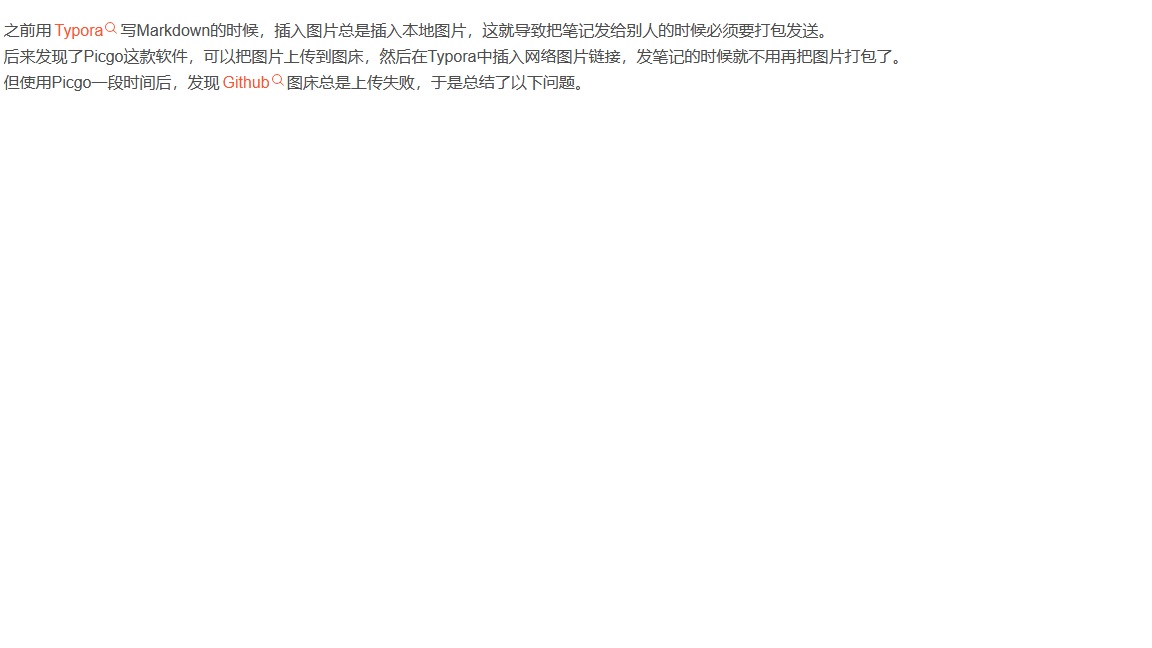 之前用 Typora 写Markdown的时候，插入图片总是插入本地图片，这就导致把笔记发给别人的时候必须要打包发送。
后来发现了Picgo这款软件，可以把图片上传到图床，然后在Typora中插入网络图片链接，发笔记的时候就不用再把图片打包了。
但使用Picgo一段时间后，发现 Github 图床总是上传失败，于是总结了以下问题。